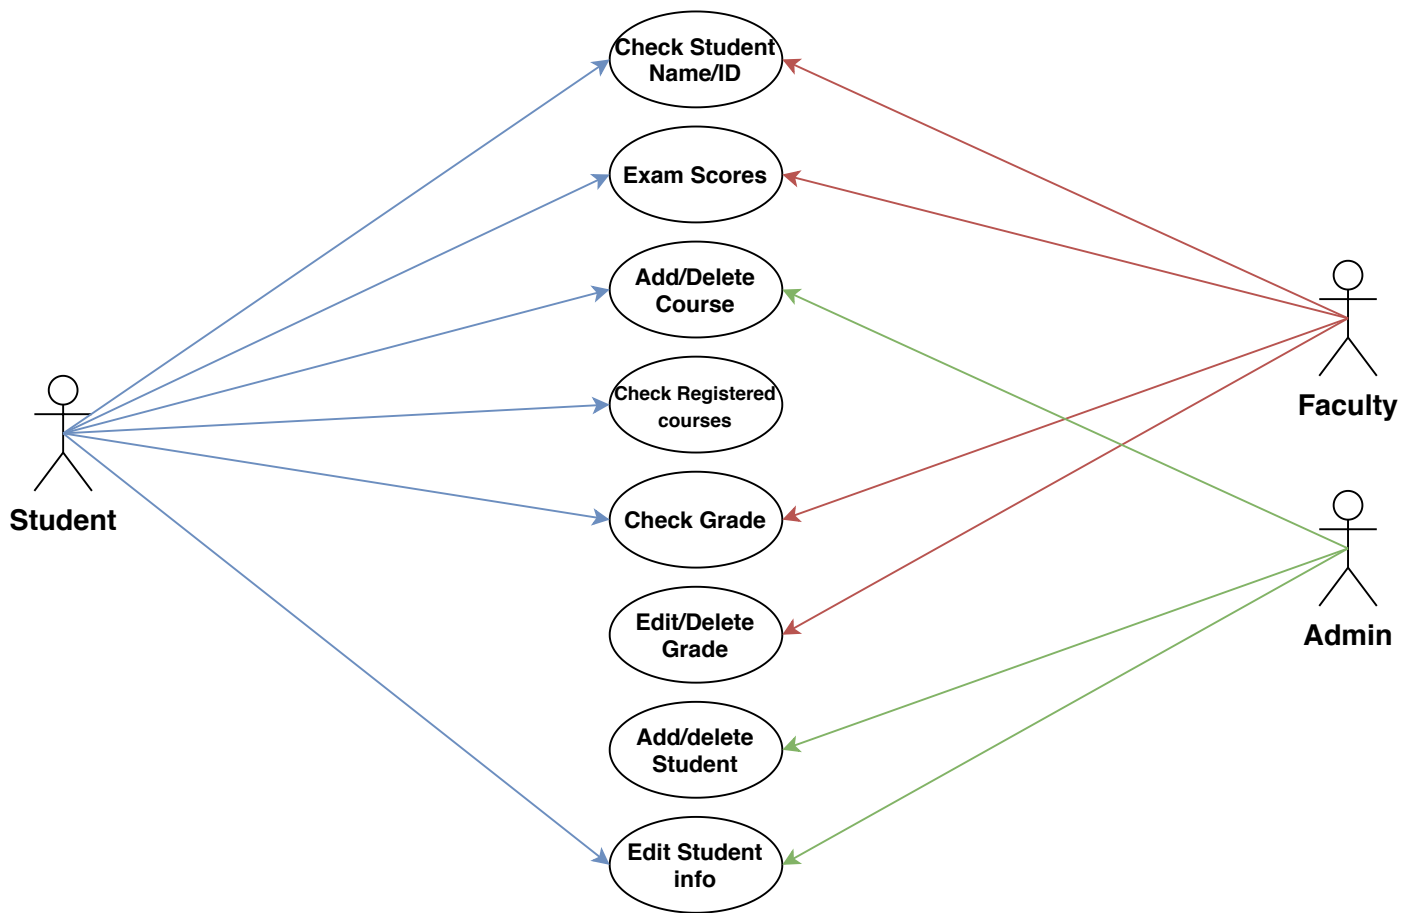 Check Student
Name/ID
Exam Scores
Add/Delete
Course
Check Registered
courses
Check Grade
Edit/Delete
Grade
Add/delete
Student
Edit Student
info
Student
Faculty
Admin